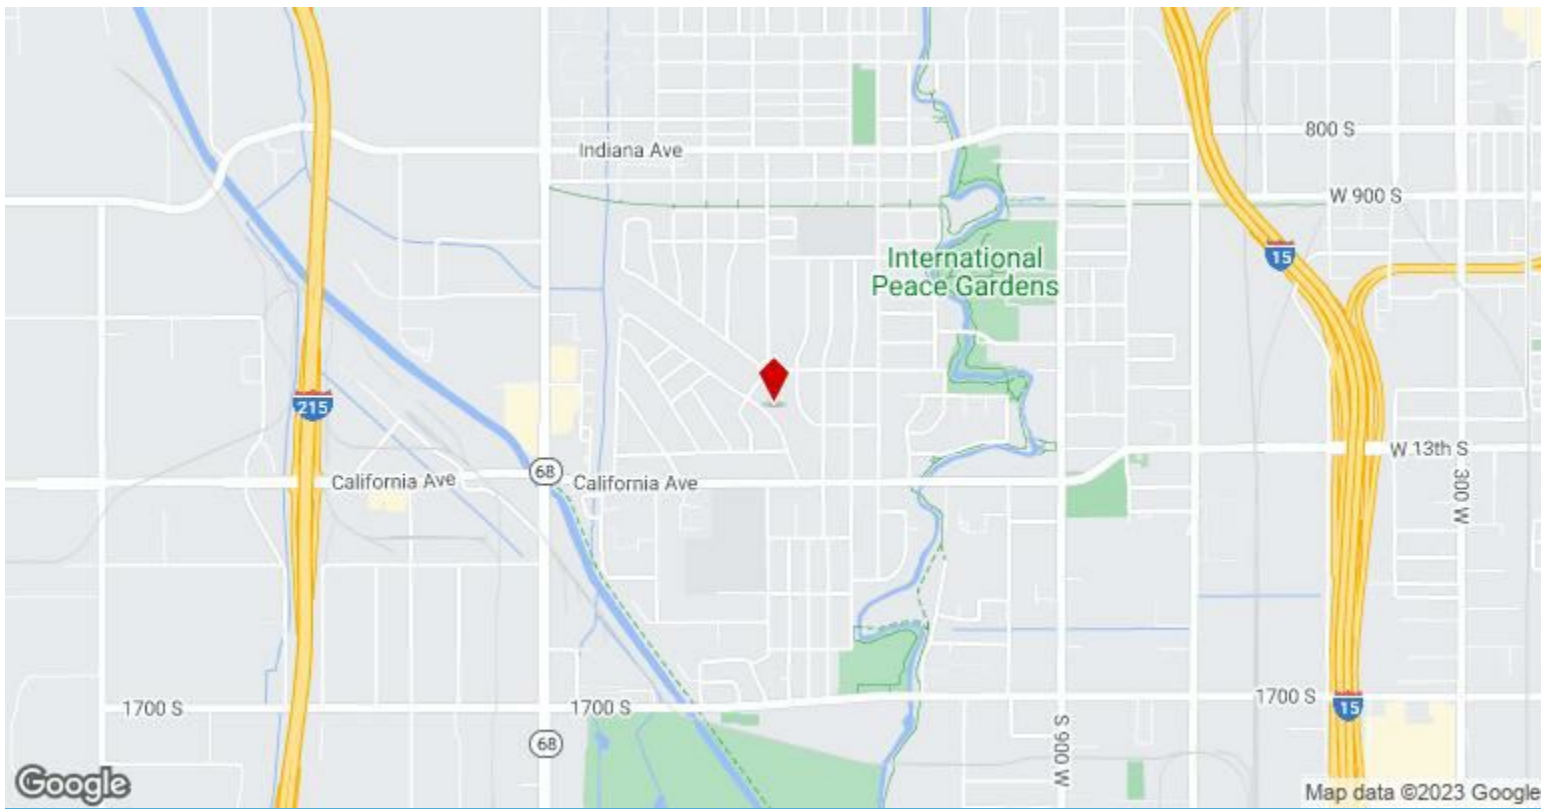 800 S
Indiana Ave
W 900 S
International
Peace Gardens
15
215
W 13th S
68
California Ave
California Ave
300 W
1700 S
15
1700 S
1700 S
S 900 W
68
Google
Map data ©2023 Google